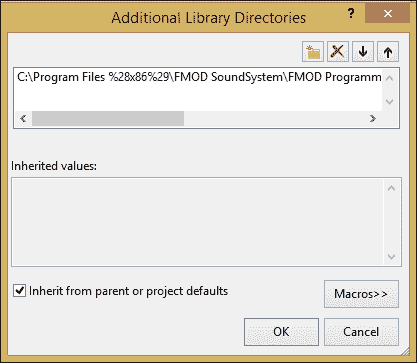 Additional Library Directories
?
C:\Program Files %28x86%29\FMOD SoundSystem\FMOD Programm
Inherited values:
Inherit from parent or project defaults
Macros>>
OK
Cancel